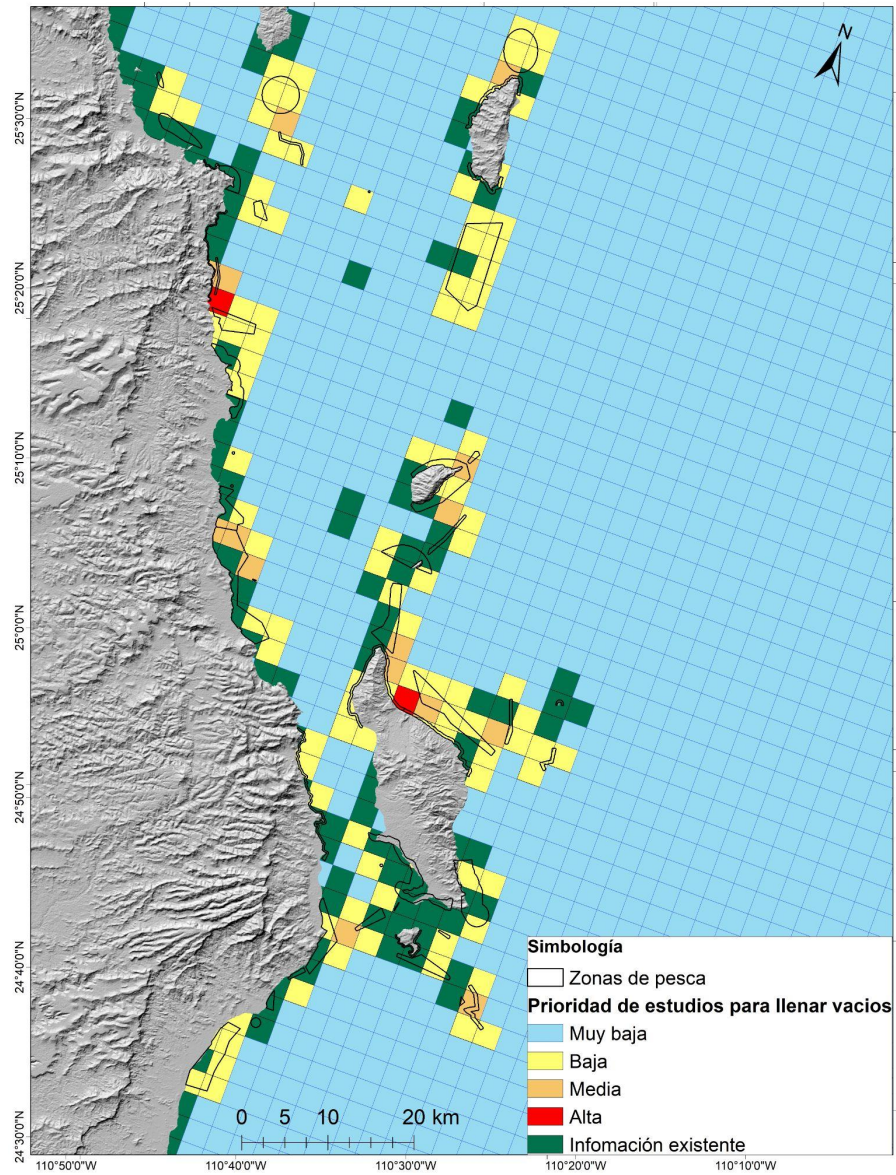 N
25°30'0"N
25°20'0"N
25°10'0"N
25°0'0"N
24°50'0"N
24°40'0"N
24°30'0"N
Simbología
Zonas de pesca
Prioridad de estudios para llenar vacios
Muy baja
Baja
Media
Alta
Infomación existente
0 5 10 20 km
110°50'0"W 110°40'0"W 110°30'0"W 110°20'0"W 110°10'0"W